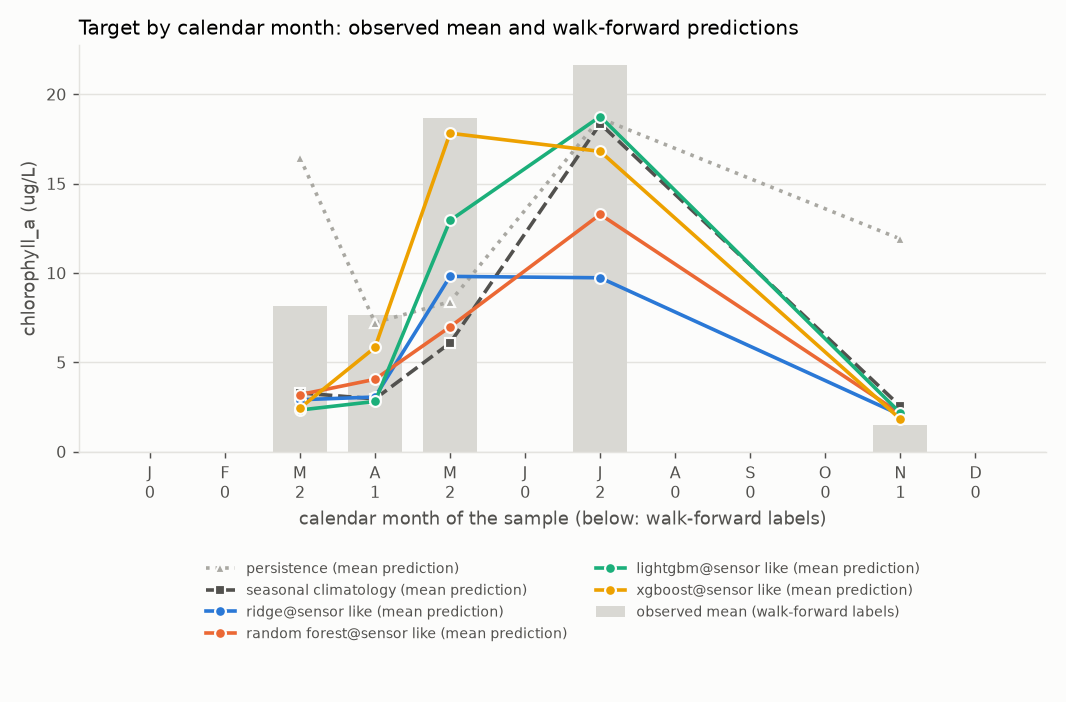 Target by calendar month: observed mean and walk-forward predictions
chlorophyll_a (ug/L)
20
15
10
5
0
J F M A M J J A S O N D
0 0 2 1 2 0 2 0 0 0 1 0
calendar month of the sample (below: walk-forward labels)
persistence (mean prediction)
seasonal climatology (mean prediction)
ridge@sensor like (mean prediction)
random forest@sensor like (mean prediction)
lightgbm@sensor like (mean prediction)
xgboost@sensor like (mean prediction)
observed mean (walk-forward labels)